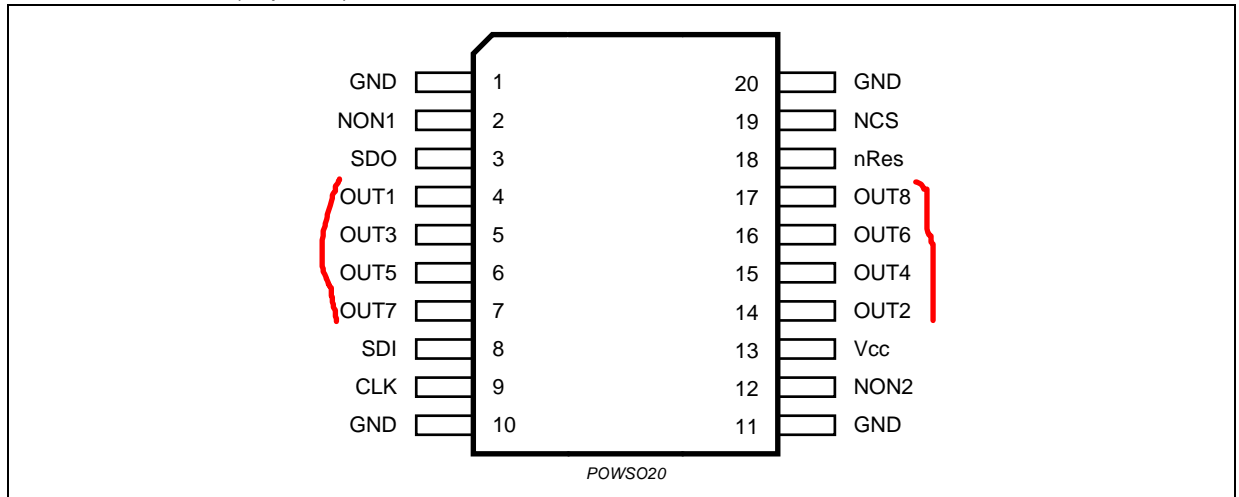 GND 1 20 GND
NON1 2 19 NCS
SDO 3 18 nRes
OUT1 4 17 OUT8
OUT3 5 16 OUT6
OUT5 6 15 OUT4
OUT7 7 14 OUT2
SDI 8 13 Vcc
CLK 9 12 NON2
GND 10 11 GND
POWSO20